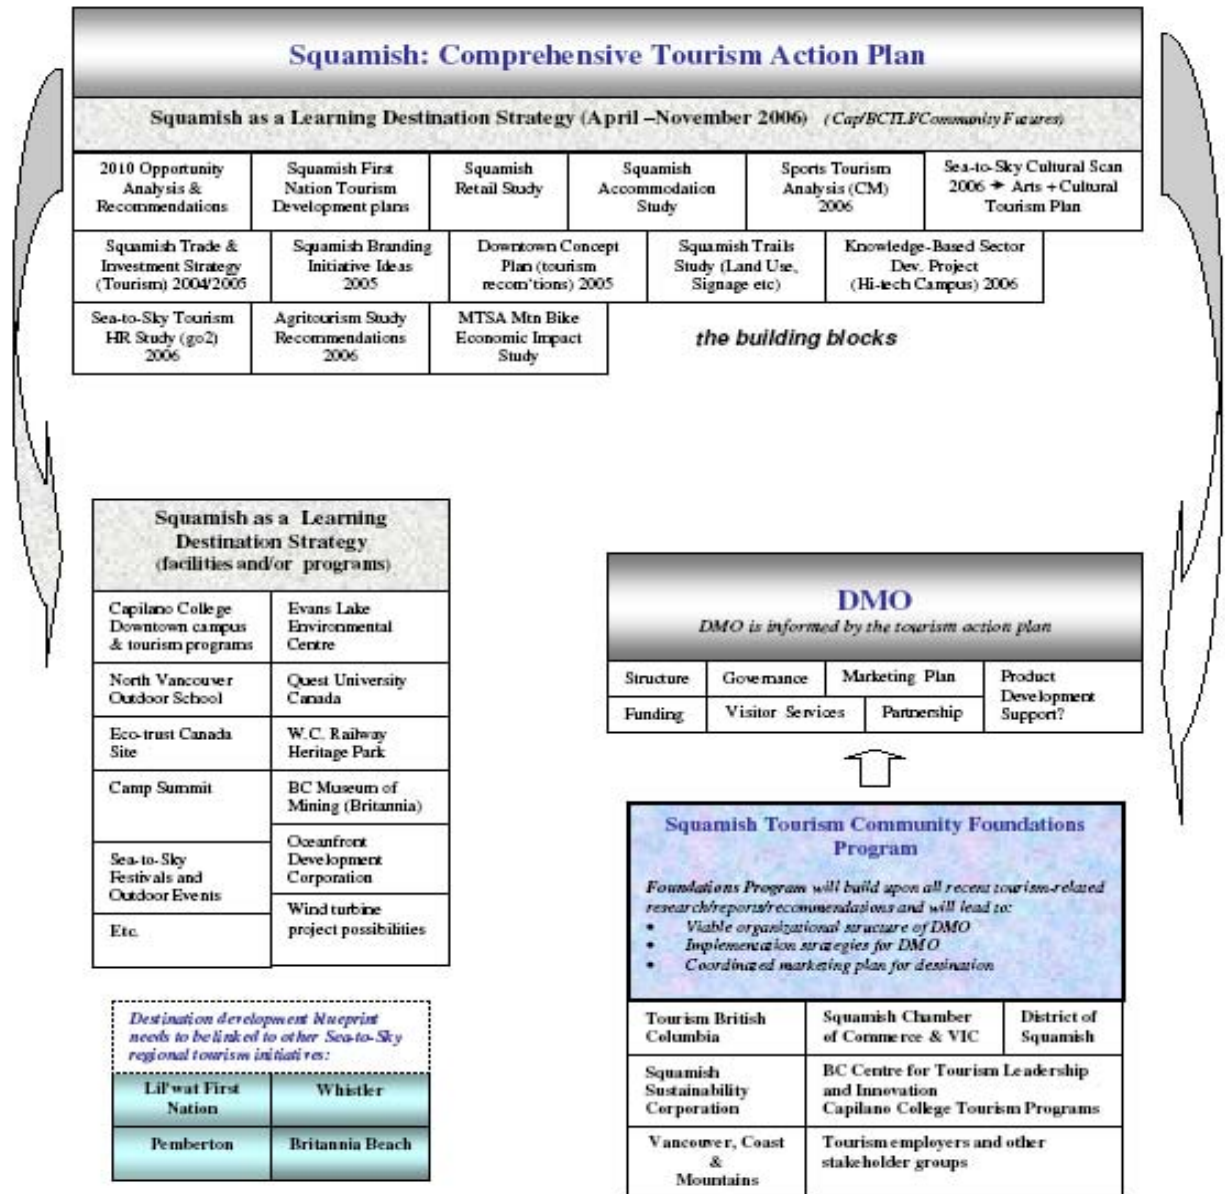 Squamish: Comprehensive Tourism Action Plan
Squamish as a Learning Destination Strategy (April –November 2006) (Cap/BCTLI/Community Futures)
2010 Opportunity
Analysis &
Recommendations
Squamish First
Nation Tourism
Development plans
Squamish
Retail Study
Squamish
Accommodation
Study
Sports Tourism
Analysis (CM)
2006
Sea-to-Sky Cultural Scan
2006 → Arts + Cultural
Tourism Plan
Squamish Trade &
Investment Strategy
(Tourism) 2004/2005
Squamish Branding
Initiative Ideas
2005
Downtown Concept
Plan (tourism
recom'tions) 2005
Squamish Trails
Study (Land Use,
Signage etc)
Knowledge-Based Sector
Dev. Project
(Hi-tech Campus) 2006
Sea-to-Sky Tourism
HR Study (go2)
2006
Agritourism Study
Recommendations
2006
MTSA Mtn Bike
Economic Impact
Study
the building blocks
Squamish as a Learning
Destination Strategy
(facilities and/or programs)
Capilano College
Downtown campus
& tourism programs
Evans Lake
Environmental
Centre
North Vancouver
Outdoor School
Quest University
Canada
Eco-trust Canada
Site
W.C. Railway
Heritage Park
Camp Summit
BC Museum of
Mining (Britannia)
Oceanfront
Development
Corporation
Sea-to-Sky
Festivals and
Outdoor Events
Wind turbine
project possibilities
Etc.
Destination development blueprint
needs to be linked to other Sea-to-Sky
regional tourism initiatives:
Lil'wat First
Nation
Whistler
Pemberton
Britannia Beach
DMO
DMO is informed by the tourism action plan
Structure
Governance
Marketing Plan
Product
Development
Support?
Funding
Visitor Services
Partnership
Squamish Tourism Community Foundations
Program
Foundations Program will build upon all recent tourism-related
research/reports/recommendations and will lead to:
• Viable organizational structure of DMO
• Implementation strategies for DMO
• Coordinated marketing plan for destination
Tourism British
Columbia
Squamish Chamber
of Commerce & VIC
District of
Squamish
Squamish
Sustainability
Corporation
BC Centre for Tourism Leadership
and Innovation
Capilano College Tourism Programs
Vancouver, Coast
&
Mountains
Tourism employers and other
stakeholder groups